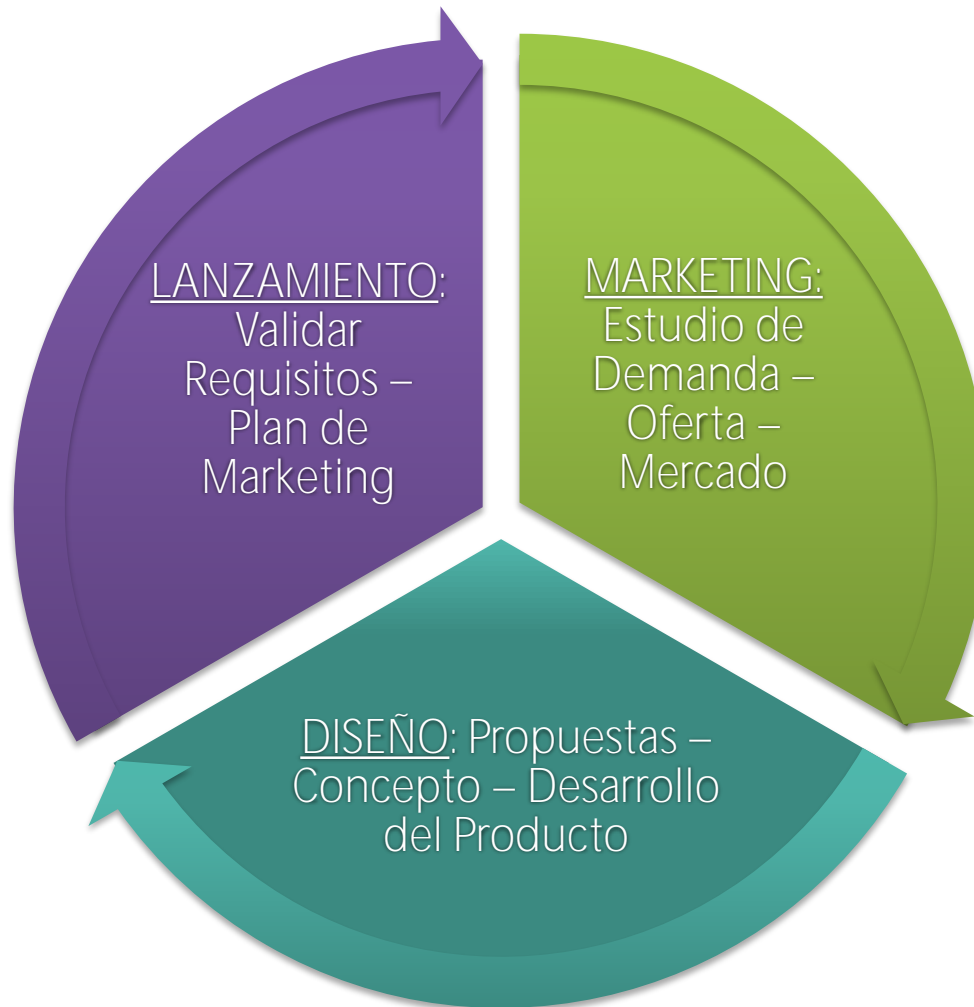 LANZAMIENTO:
Validar
Requisitos –
Plan de
Marketing
MARKETING:
Estudio de
Demanda –
Oferta –
Mercado
DISEÑO: Propuestas –
Concepto – Desarrollo
del Producto